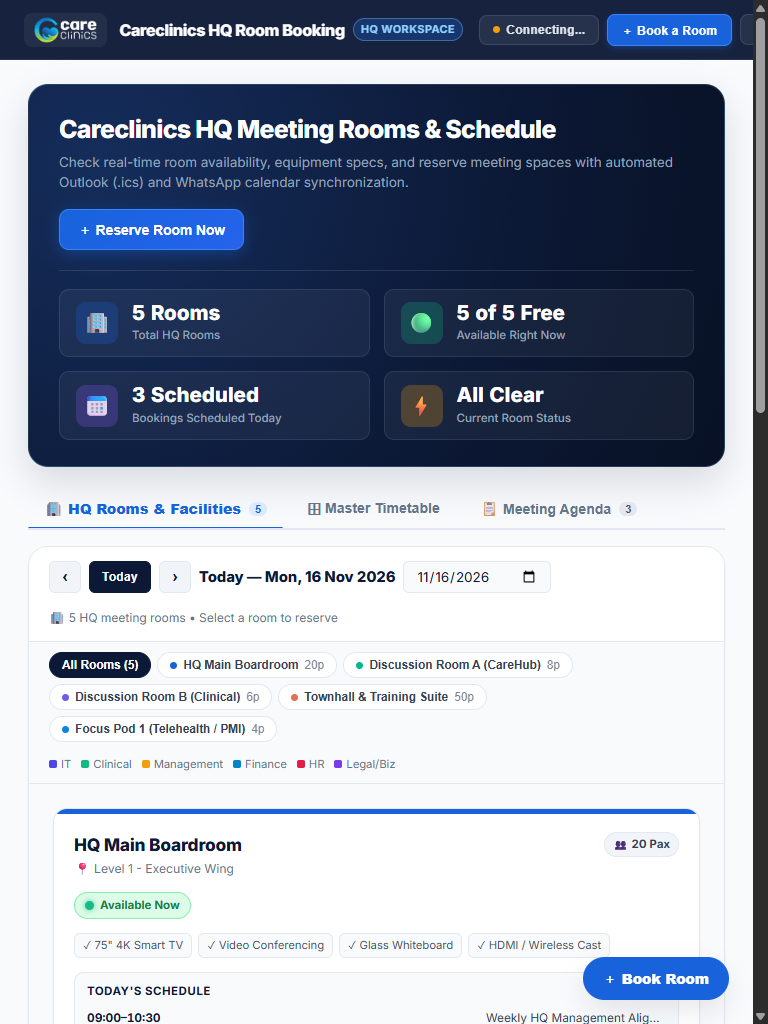 care clinics
Careclinics HQ Room Booking
HQ WORKSPACE
Connecting...
+ Book a Room
Careclinics HQ Meeting Rooms & Schedule
Check real-time room availability, equipment specs, and reserve meeting spaces with automated
Outlook (.ics) and WhatsApp calendar synchronization.
+ Reserve Room Now
5 Rooms
Total HQ Rooms
5 of 5 Free
Available Right Now
3 Scheduled
Bookings Scheduled Today
All Clear
Current Room Status
HQ Rooms & Facilities 5
Master Timetable
Meeting Agenda 3
‹ Today › Today — Mon, 16 Nov 2026 11/16/2026
5 HQ meeting rooms • Select a room to reserve
All Rooms (5) HQ Main Boardroom 20p Discussion Room A (CareHub) 8p
Discussion Room B (Clinical) 6p Townhall & Training Suite 50p
Focus Pod 1 (Telehealth / PMI) 4p
IT Clinical Management Finance HR Legal/Biz
HQ Main Boardroom
20 Pax
Level 1 - Executive Wing
Available Now
✓ 75" 4K Smart TV ✓ Video Conferencing ✓ Glass Whiteboard ✓ HDMI / Wireless Cast
TODAY'S SCHEDULE
+ Book Room
09:00–10:30 Weekly HQ Management Alig...